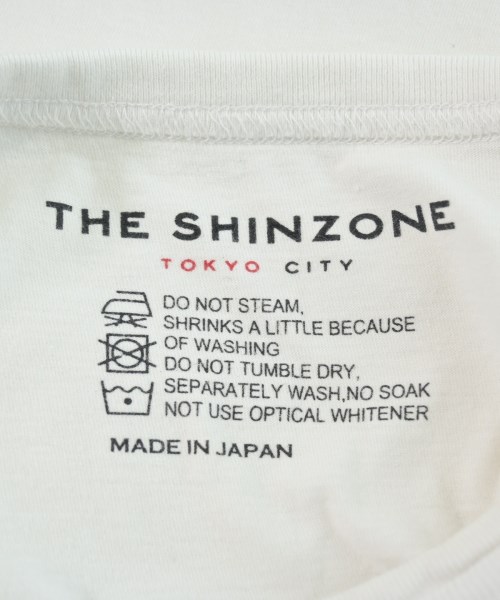 THE SHINZONE
TOKYO CITY
DO NOT STEAM,
SHRINKS A LITTLE BECAUSE
OF WASHING
DO NOT TUMBLE DRY,
SEPARATELY WASH,NO SOAK
NOT USE OPTICAL WHITENER
MADE IN JAPAN